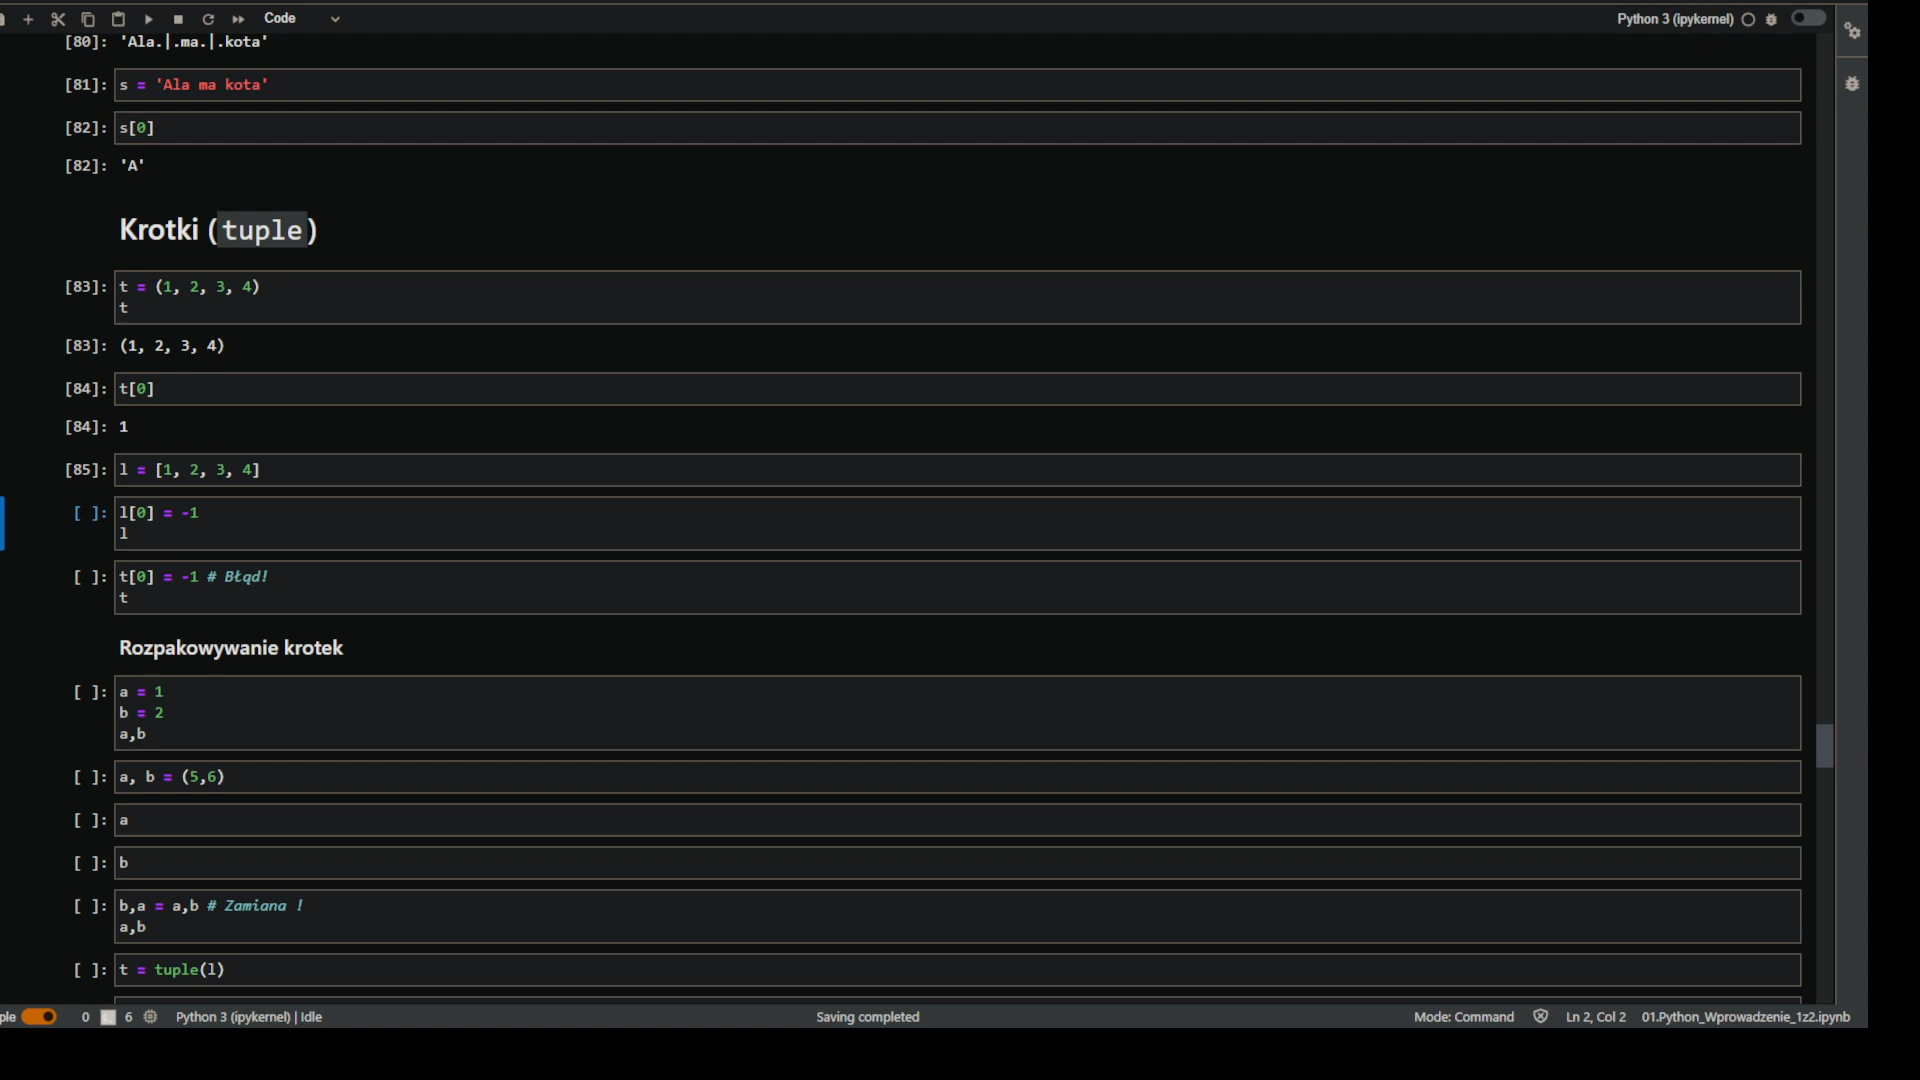 Code
Python 3 (ipykernel)
[80]: 'Ala.|.ma.|.kota'
[81]: s = 'Ala ma kota'
[82]: s[0]
[82]: 'A'
Krotki (tuple)
[83]: t = (1, 2, 3, 4)
t
[83]: (1, 2, 3, 4)
[84]: t[0]
[84]: 1
[85]: l = [1, 2, 3, 4]
[ ]: l[0] = -1
l
[ ]: t[0] = -1 # Błąd!
t
Rozpakowywanie krotek
[ ]: a = 1
b = 2
a,b
[ ]: a, b = (5,6)
[ ]: a
[ ]: b
[ ]: b,a = a,b # Zamiana !
a,b
[ ]: t = tuple(l)
ple 0 6 Python 3 (ipykernel) | Idle Saving completed Mode: Command Ln 2, Col 2 01.Python_Wprowadzenie_1z2.ipynb